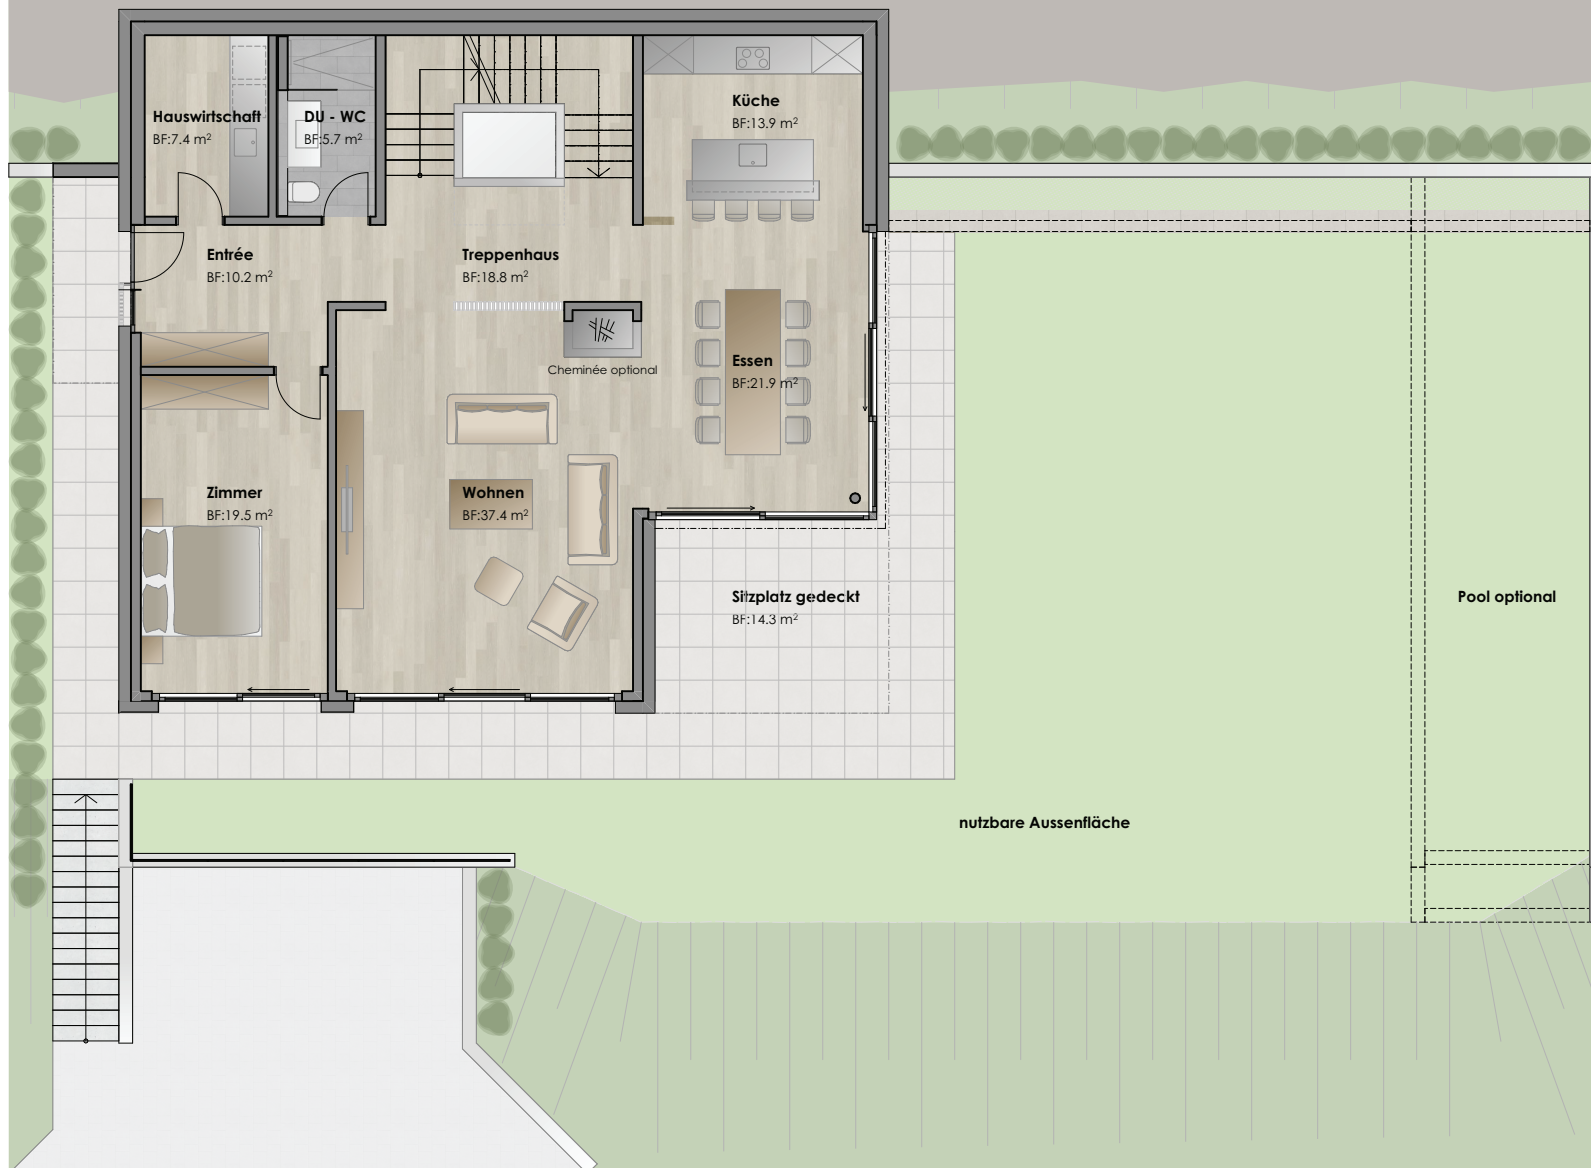 Küche
BF:13.9 m²
Hauswirtschaft
BF:7.4 m²
DU - WC
BF:5.7 m²
Entrée
BF:10.2 m²
Treppenhaus
BF:18.8 m²
Essen
BF:21.9 m²
Cheminée optional
Zimmer
BF:19.5 m²
Wohnen
BF:37.4 m²
Sitzplatz gedeckt
BF:14.3 m²
Pool optional
nutzbare Aussenfläche